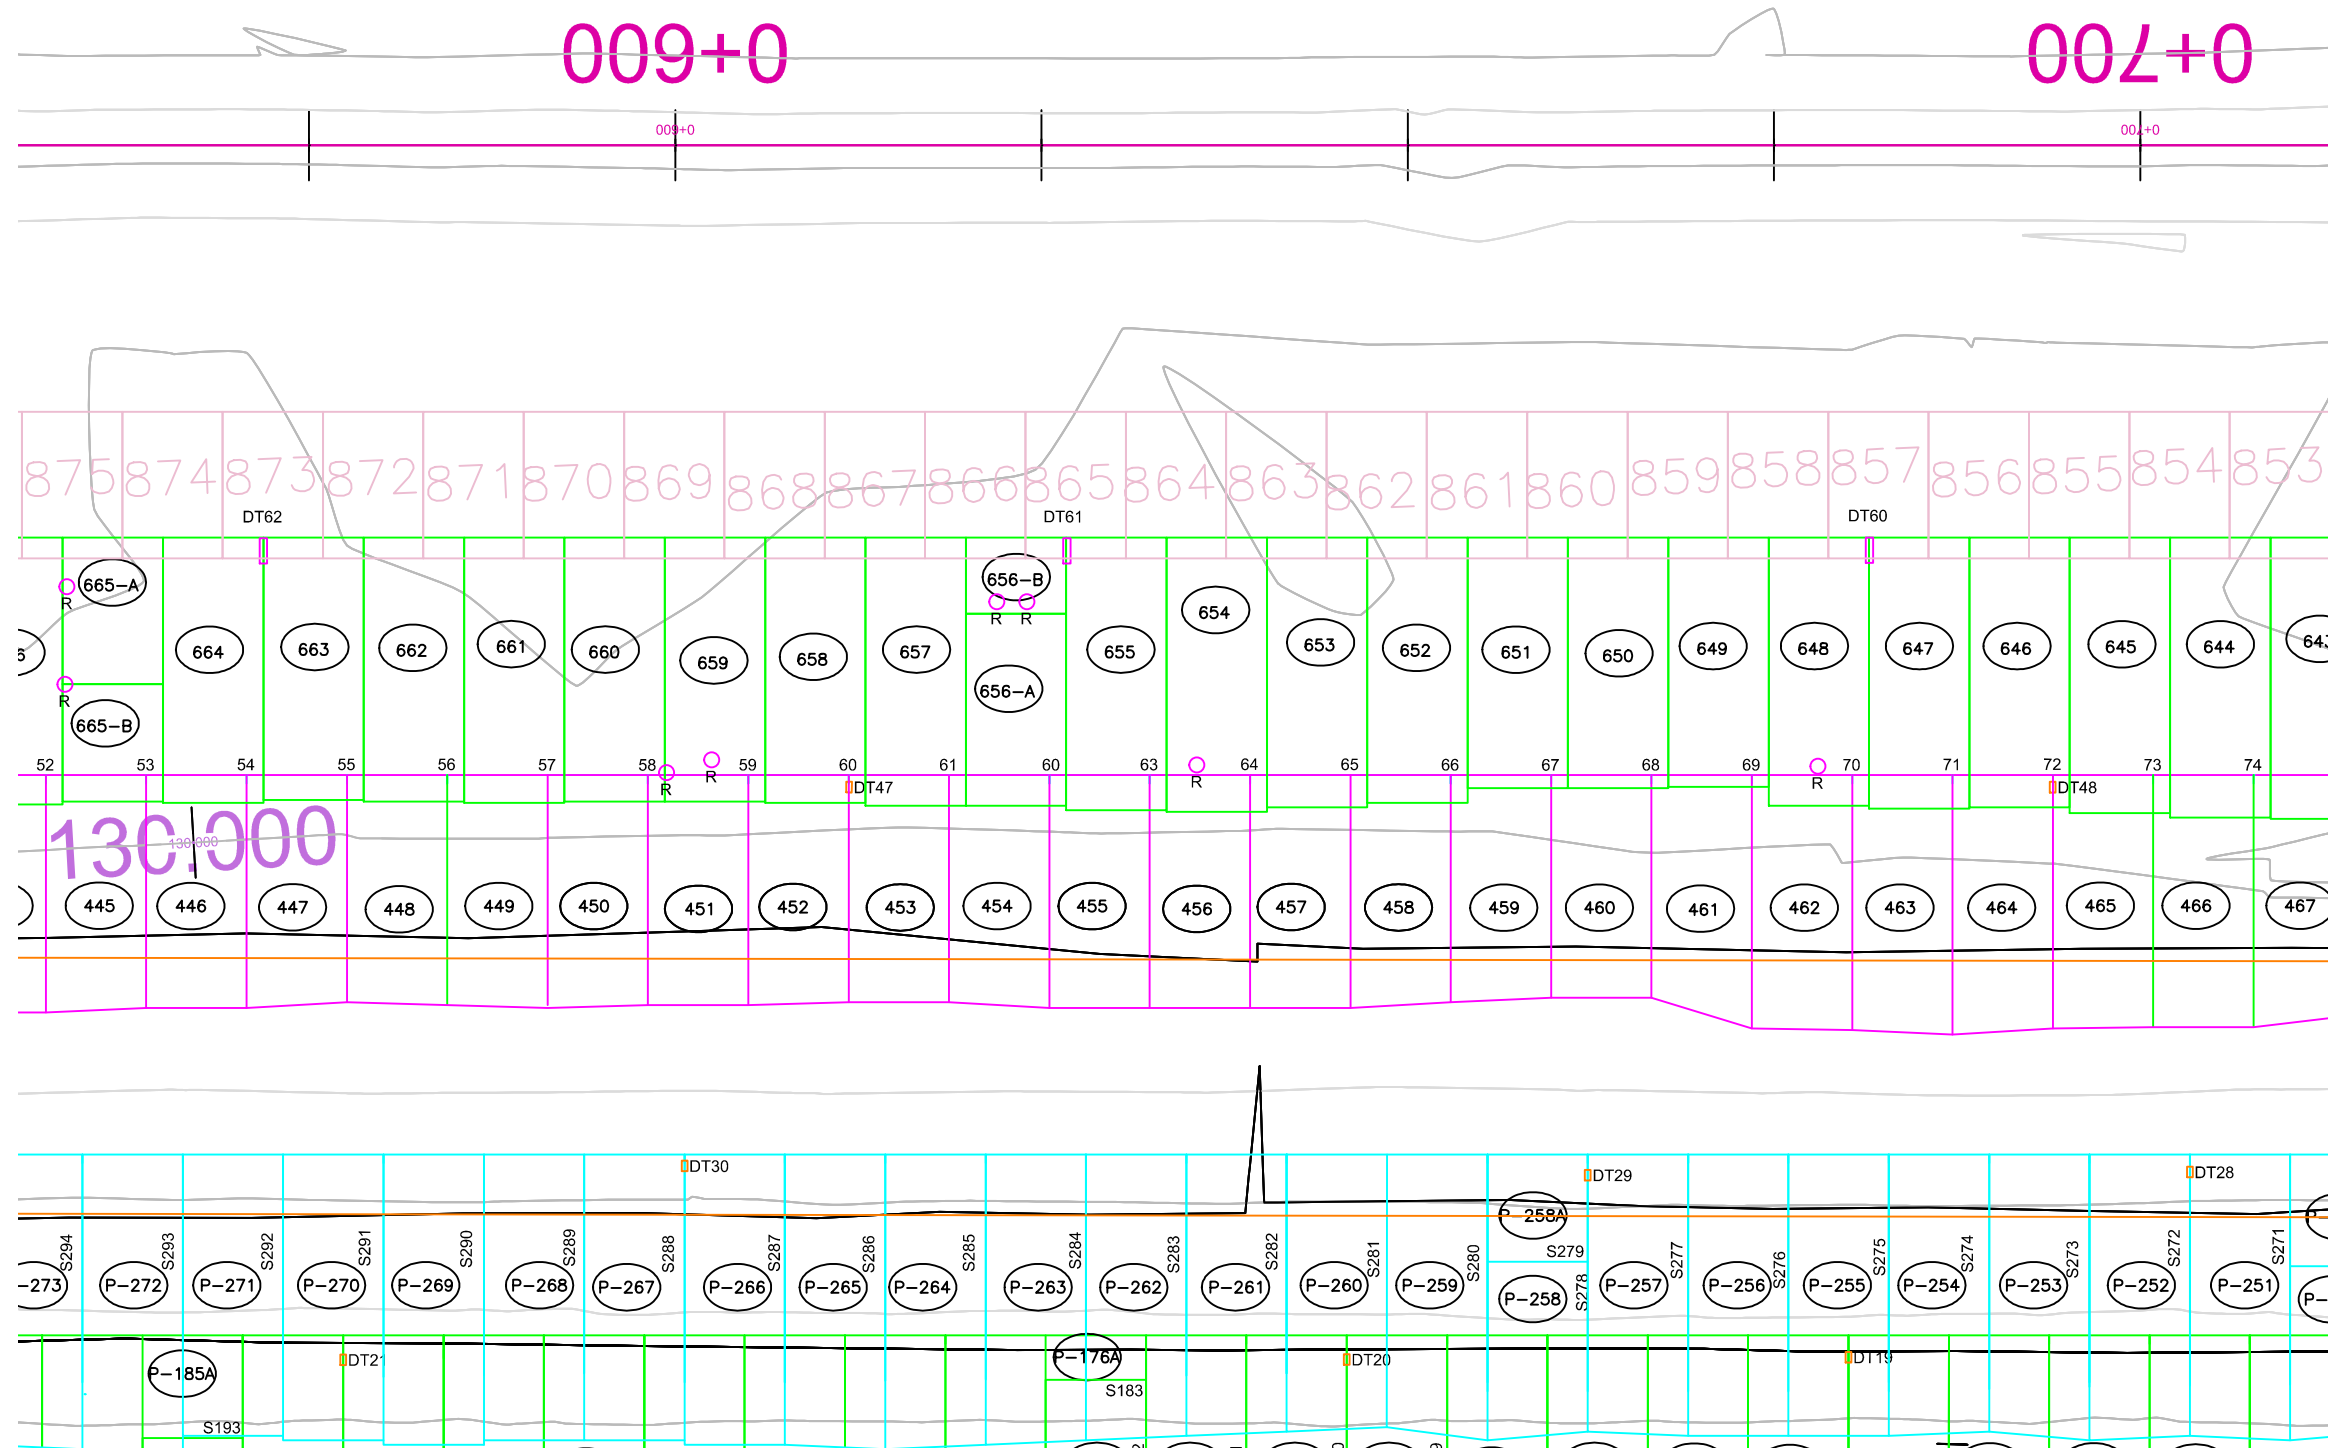 0+600 0+700
0+600 0+700
875 874 873 872 871 870 869 868 867 866 865 864 863 862 861 860 859 858 857 856 855 854 853
DT62 DT61 DT60
665-A 656-B
R R R
654
664 663 662 661 660 659 658 657 655 653 652 651 650 649 648 647 646 645 644
656-A
R
665-B
52 53 54 55 56 57 58 59 60 61 60 63 64 65 66 67 68 69 70 71 72 73 74
R R R R
DT47 DT48
130.000
130.000
445 446 447 448 449 450 451 452 453 454 455 456 457 458 459 460 461 462 463 464 465 466 467
DT30 DT29 DT28
P-258A
S294 S293 S292 S291 S290 S289 S288 S287 S286 S285 S284 S283 S282 S281 S280 S279 S278 S277 S276 S275 S274 S273 S272 S271
-273 P-272 P-271 P-270 P-269 P-268 P-267 P-266 P-265 P-264 P-263 P-262 P-261 P-260 P-259 P-258 P-257 P-256 P-255 P-254 P-253 P-252 P-251
P-185A DT21 P-176A DT20 DT19
S183
S193